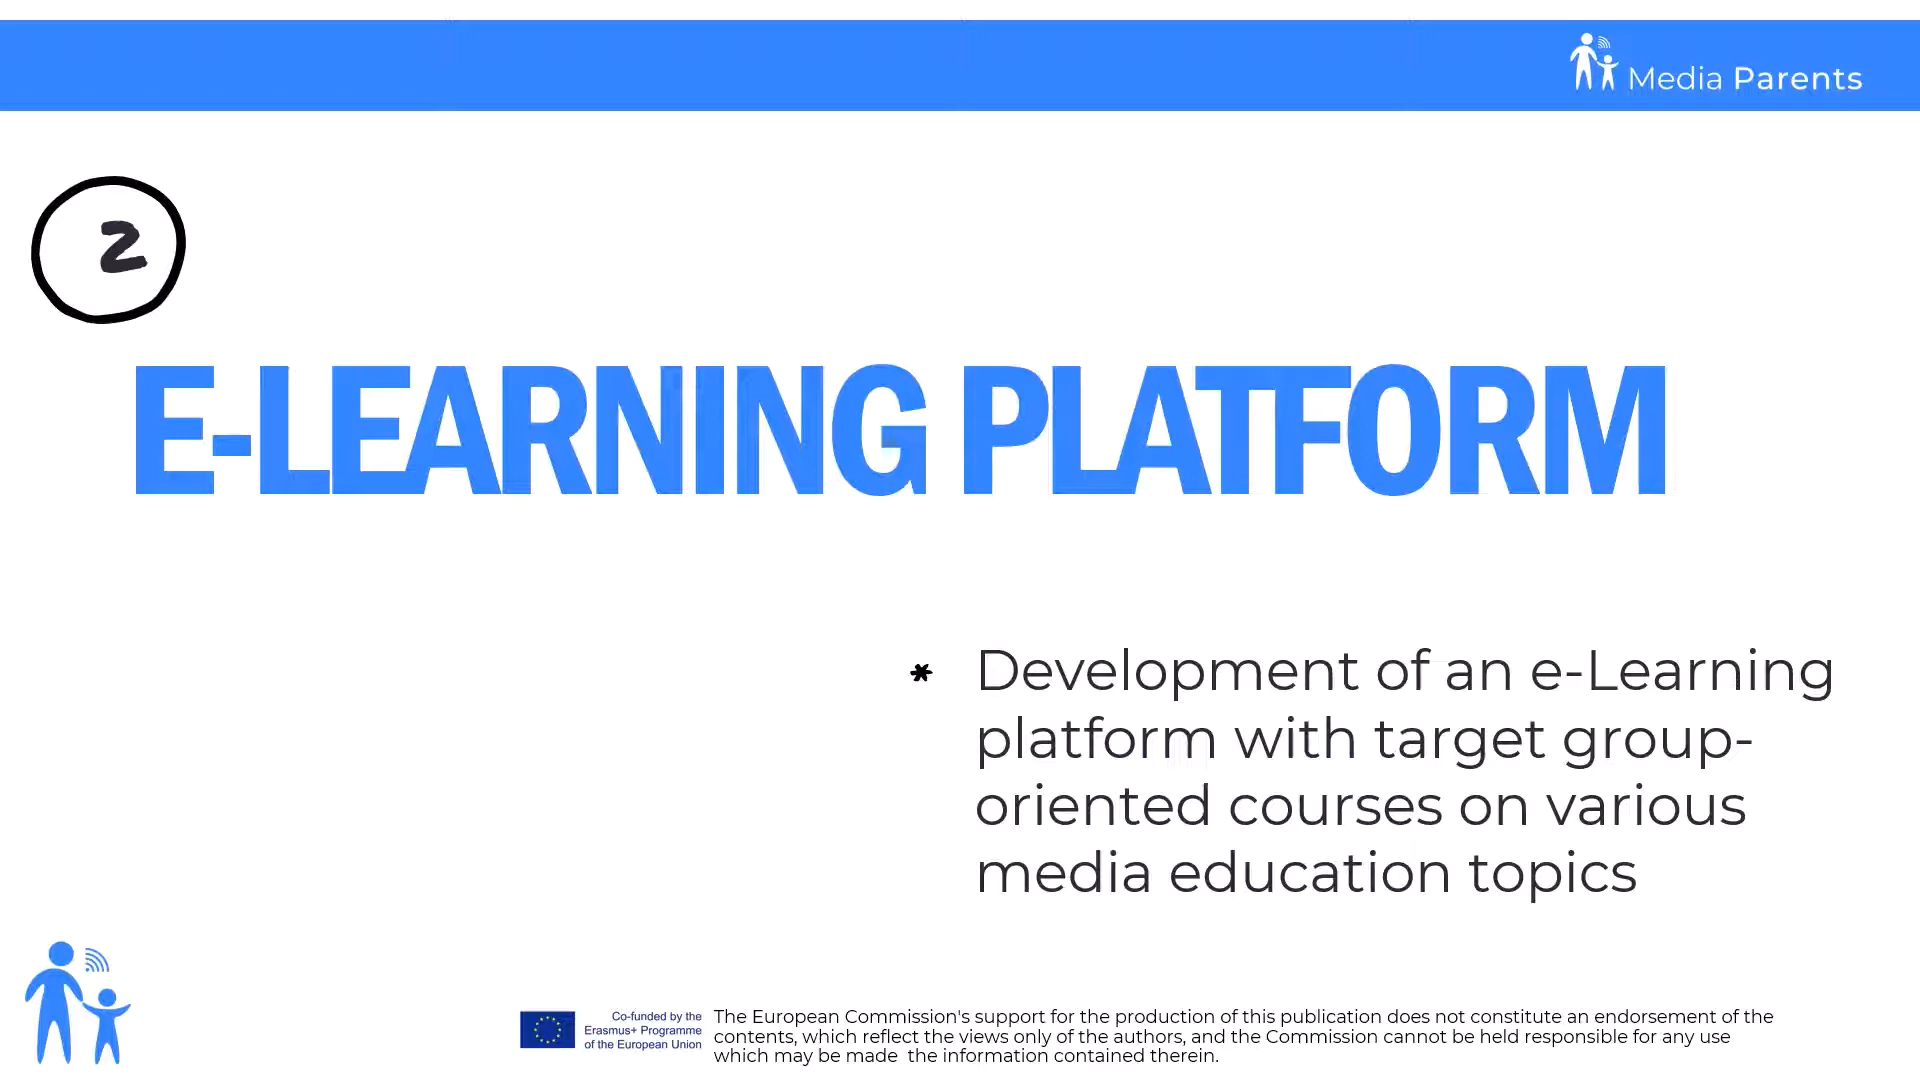 Media Parents
2
E-LEARNING PLATFORM
* Development of an e-Learning
platform with target group-
oriented courses on various
media education topics
Co-funded by the
Erasmus+ Programme
of the European Union
The European Commission's support for the production of this publication does not constitute an endorsement of the
contents, which reflect the views only of the authors, and the Commission cannot be held responsible for any use
which may be made  the information contained therein.